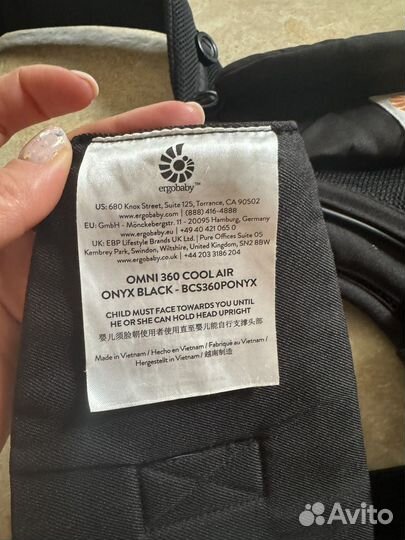 ergobaby™
US: 680 Knox Street, Suite 125, Torrance, CA 90502
www.ergobaby.com | (888) 416-4888
EU: GmbH - Mönckebergstr. 11 - 20095 Hamburg, Germany
www.ergobaby.eu | +49 40 421 065 0
UK: EBP Lifestyle Brands UK Ltd. | Pure Offices 05
Kembrey Park, Swindon, Wiltshire, United Kingdom, SN2 8BW
www.ergobaby.co.uk | +44 203 3186 204
OMNI 360 COOL AIR
ONYX BLACK - BCS360PONYX
CHILD MUST FACE TOWARDS YOU UNTIL
HE OR SHE CAN HOLD HEAD UPRIGHT
婴儿须脸朝使用者使用直至婴儿能自行支撑头部
Made in Vietnam / Hecho en Vietnam / Fabriqué au Vietnam /
Hergestellt in Vietnam / 越南制造
Avito